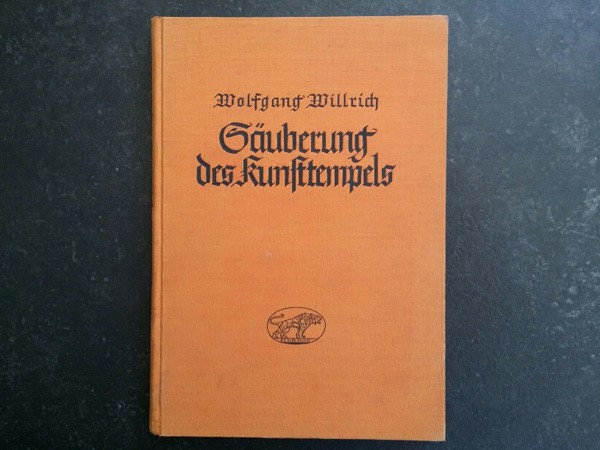 Wolfgang Willrich
Säuberung
des Kunsttempels